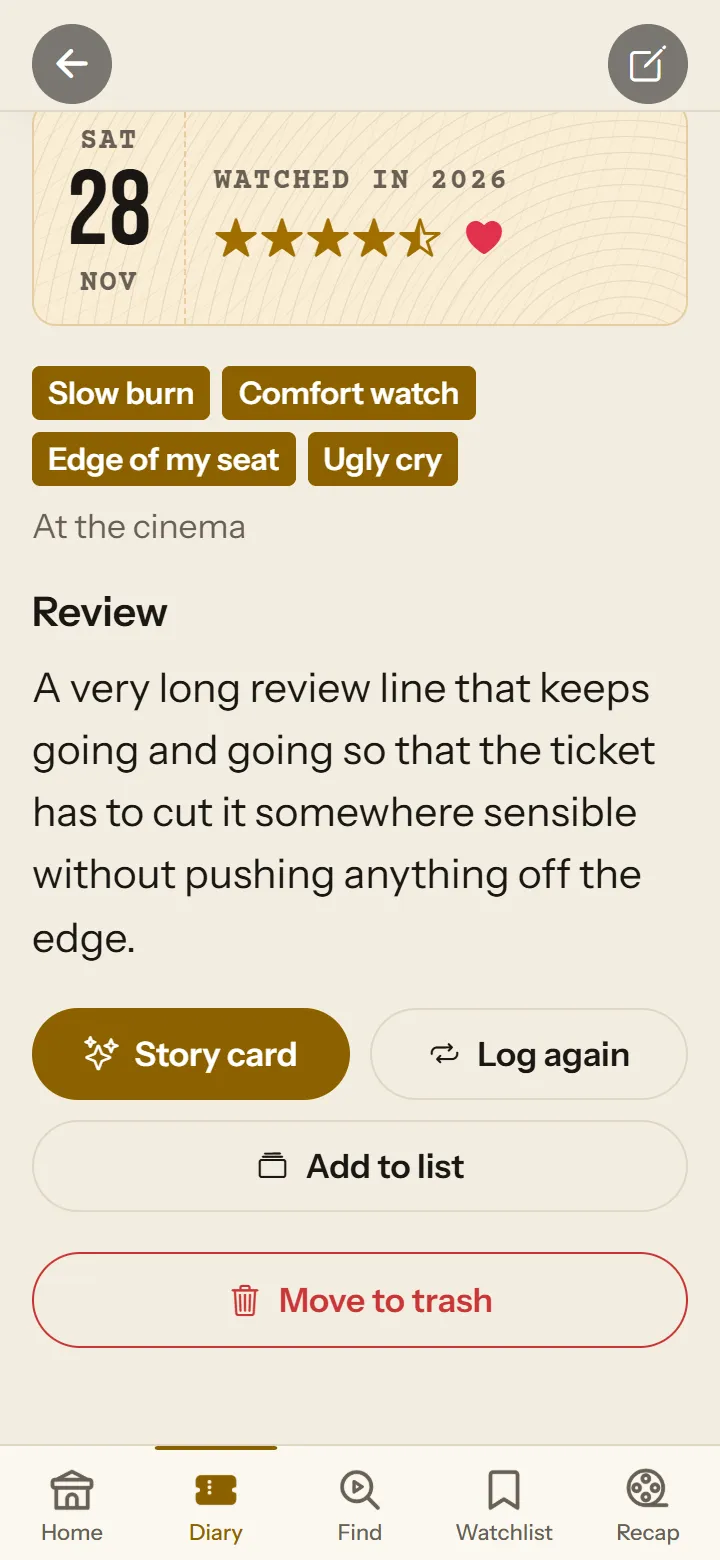 SAT
28
NOV
WATCHED IN 2026
Slow burn
Comfort watch
Edge of my seat
Ugly cry
At the cinema
Review
A very long review line that keeps
going and going so that the ticket
has to cut it somewhere sensible
without pushing anything off the
edge.
Story card
Log again
Add to list
Move to trash
Home
Diary
Find
Watchlist
Recap